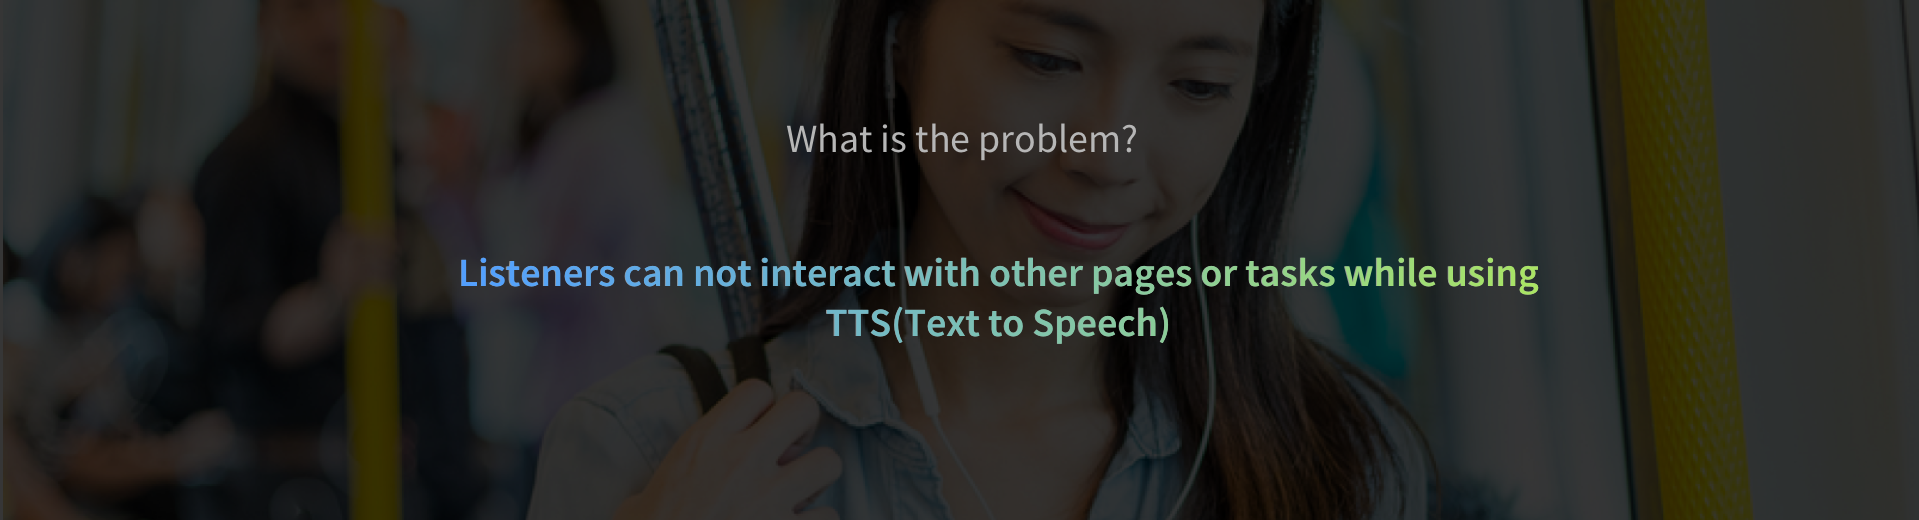 What is the problem?
Listeners can not interact with other pages or tasks while using
TTS(Text to Speech)